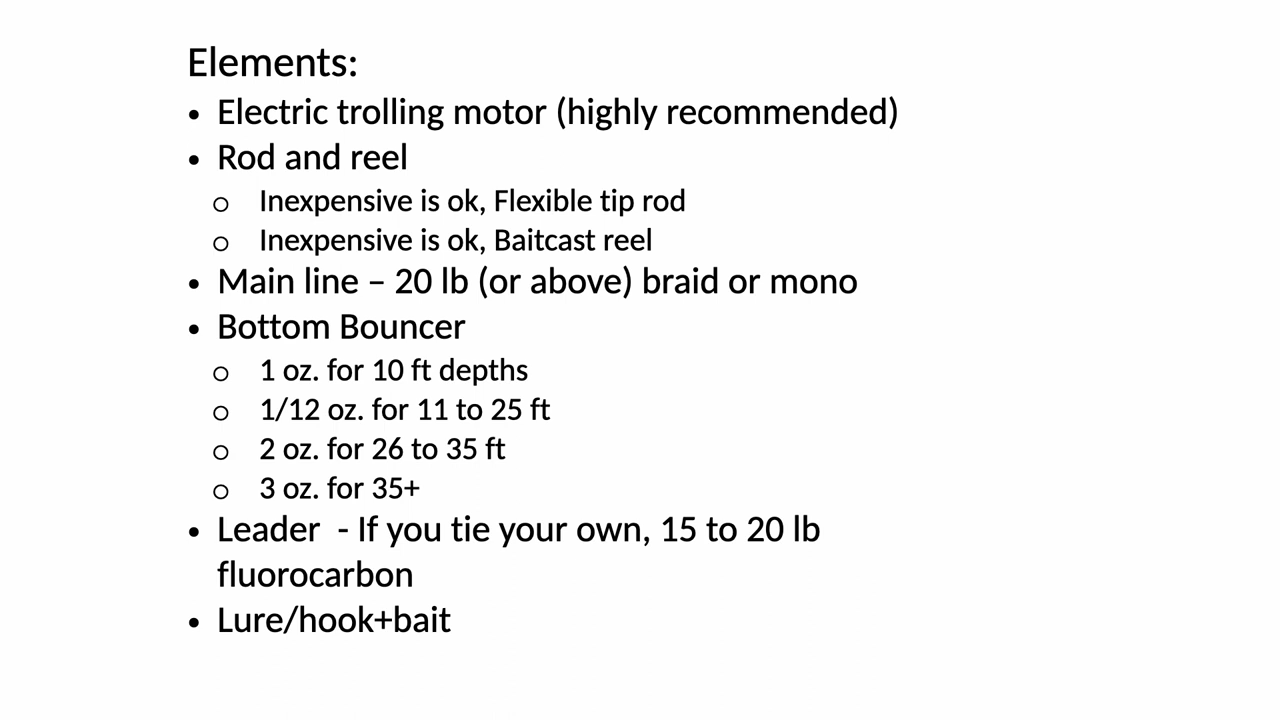 Elements:
• Electric trolling motor (highly recommended)
• Rod and reel
o Inexpensive is ok, Flexible tip rod
o Inexpensive is ok, Baitcast reel
• Main line – 20 lb (or above) braid or mono
• Bottom Bouncer
o 1 oz. for 10 ft depths
o 1/12 oz. for 11 to 25 ft
o 2 oz. for 26 to 35 ft
o 3 oz. for 35+
• Leader  - If you tie your own, 15 to 20 lb
fluorocarbon
• Lure/hook+bait